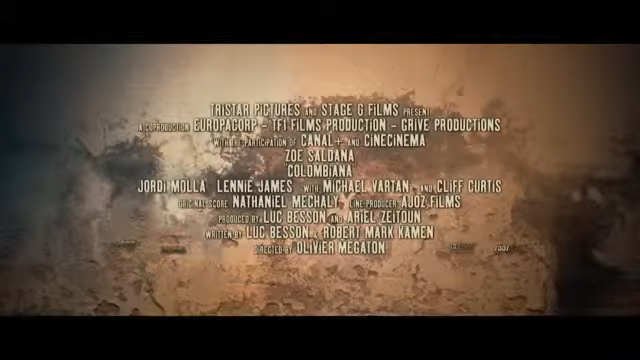 TRISTAR PICTURES AND STAGE 6 FILMS PRESENT
A COPRODUCTION EUROPACORP - TF1 FILMS PRODUCTION - GRIVE PRODUCTIONS
WITH THE PARTICIPATION OF CANAL+ AND CINECINEMA
ZOE SALDANA
"COLOMBIANA"
JORDI MOLLA LENNIE JAMES WITH MICHAEL VARTAN AND CLIFF CURTIS
ORIGINAL SCORE NATHANIEL MECHALY LINE-PRODUCER AJOZ FILMS
PRODUCED BY LUC BESSON AND ARIEL ZEITOUN
WRITTEN BY LUC BESSON & ROBERT MARK KAMEN
DIRECTED BY OLIVIER MEGATON